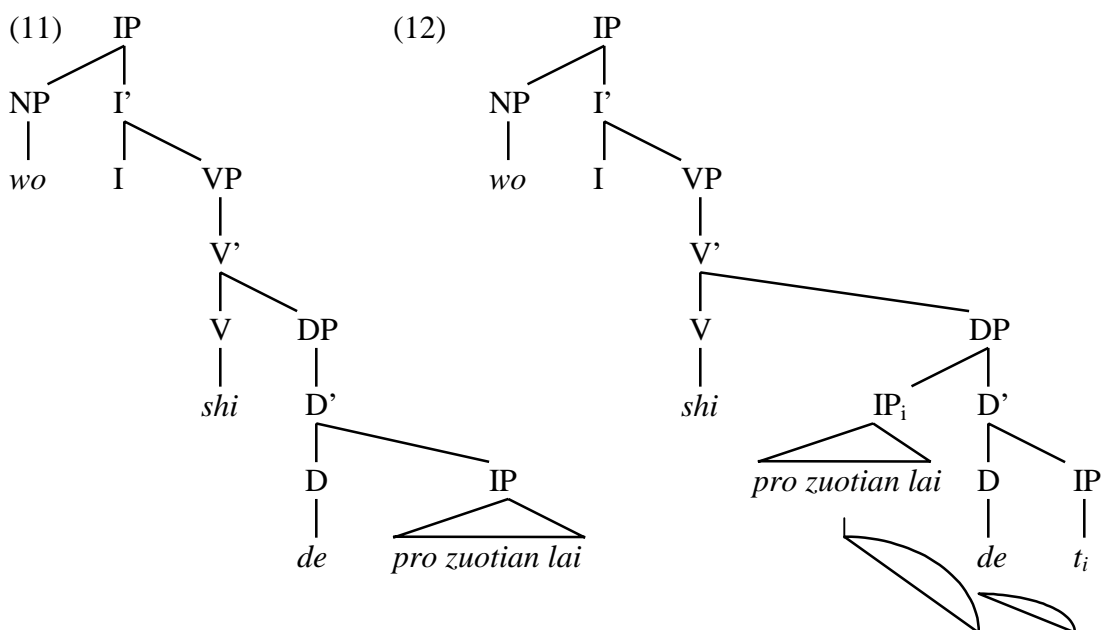 (11) IP (12) IP
NP I’ NP I’
wo I VP wo I VP
V’ V’
V DP V DP
shi D’ shi IPi D’
D IP pro zuotian lai D IP
de pro zuotian lai de ti